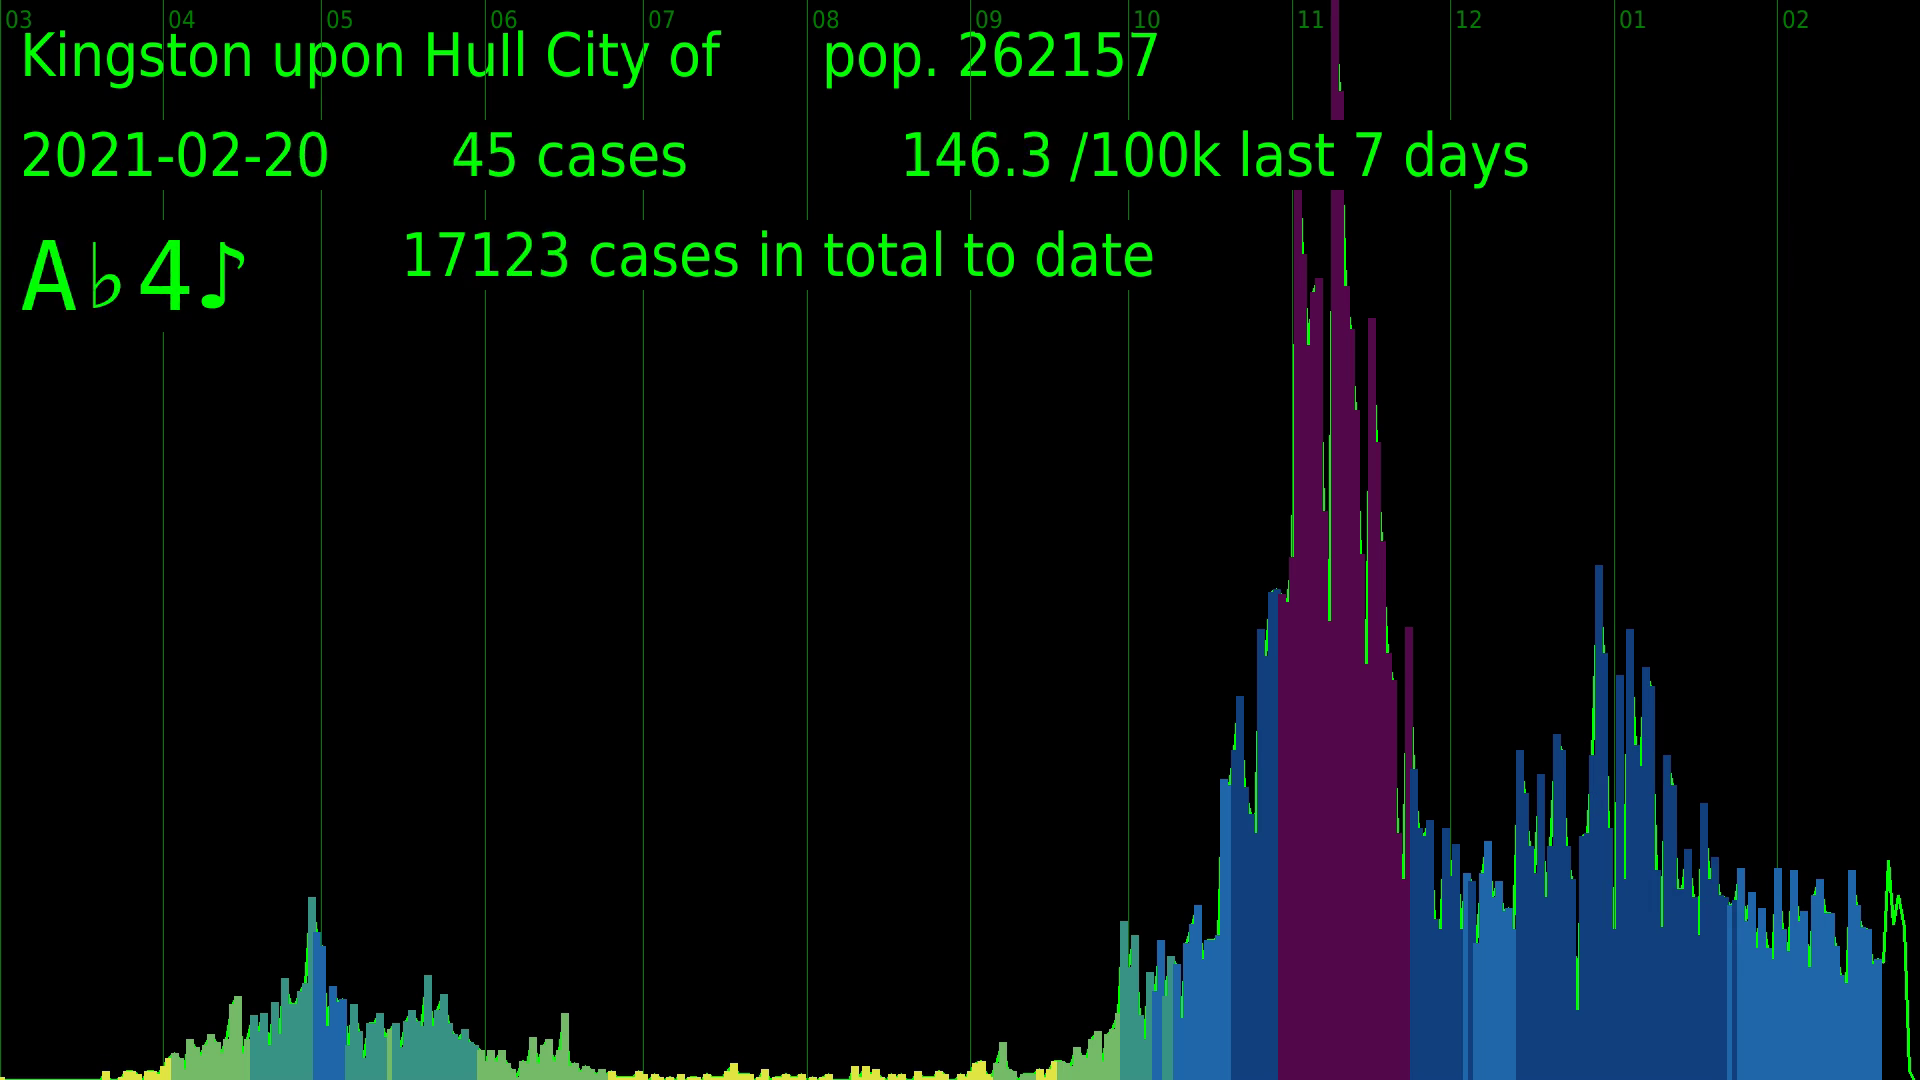 03 04 05 06 07 08 09 10 11 12 01 02
Kingston upon Hull City of pop. 262157
2021-02-20 45 cases 146.3 /100k last 7 days
A♭4♪ 17123 cases in total to date